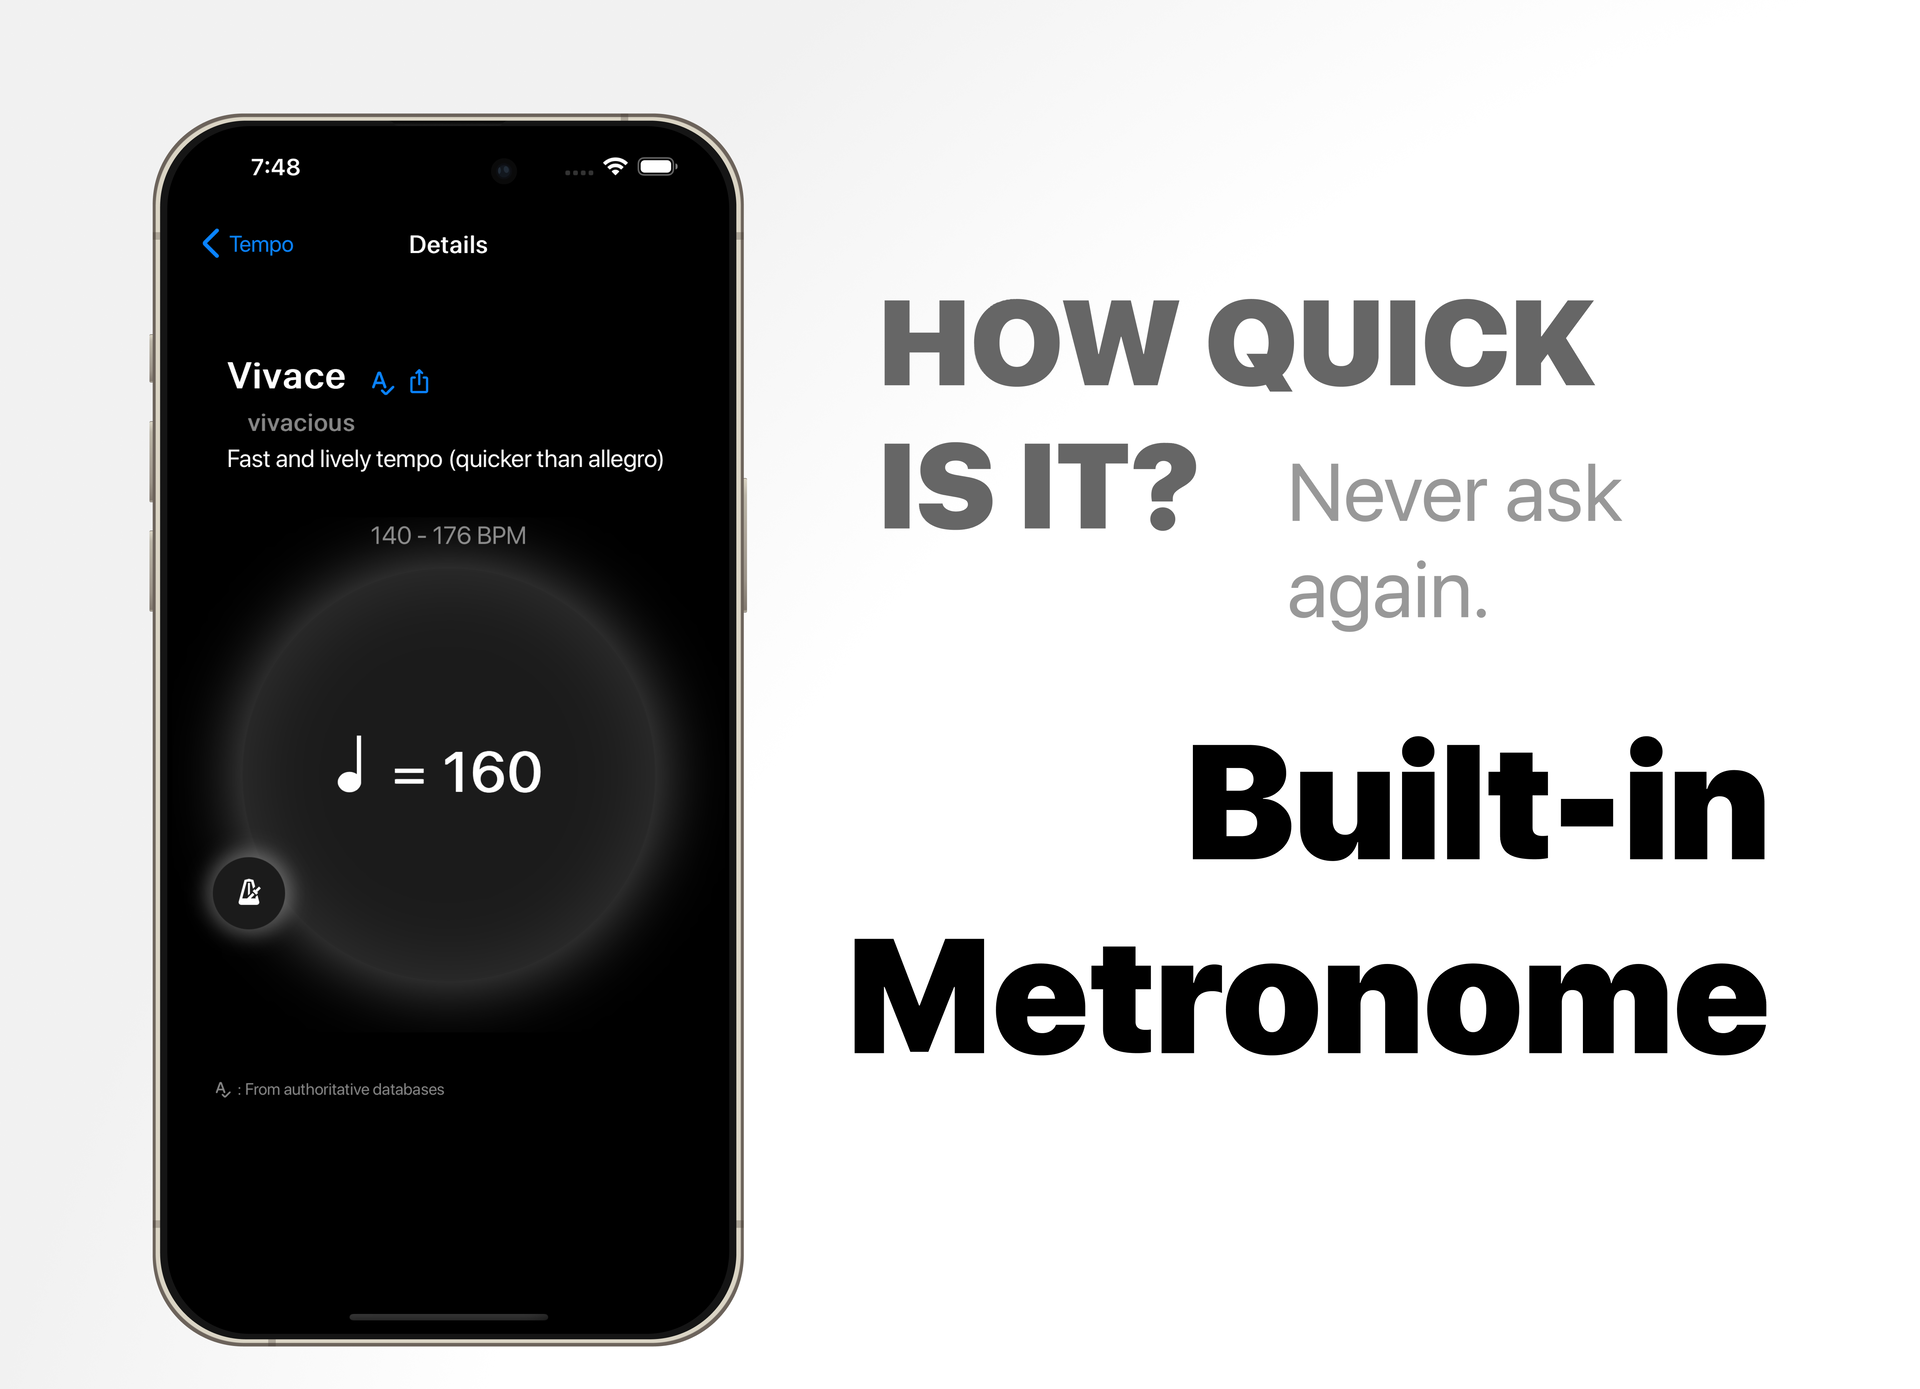 7:48
Tempo
Details
Vivace
vivacious
Fast and lively tempo (quicker than allegro)
140 - 176 BPM
= 160
: From authoritative databases
HOW QUICK
IS IT?
Never ask
again.
Built-in
Metronome